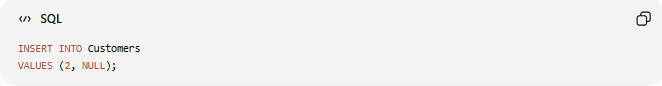 SQL
INSERT INTO Customers
VALUES (2, NULL);